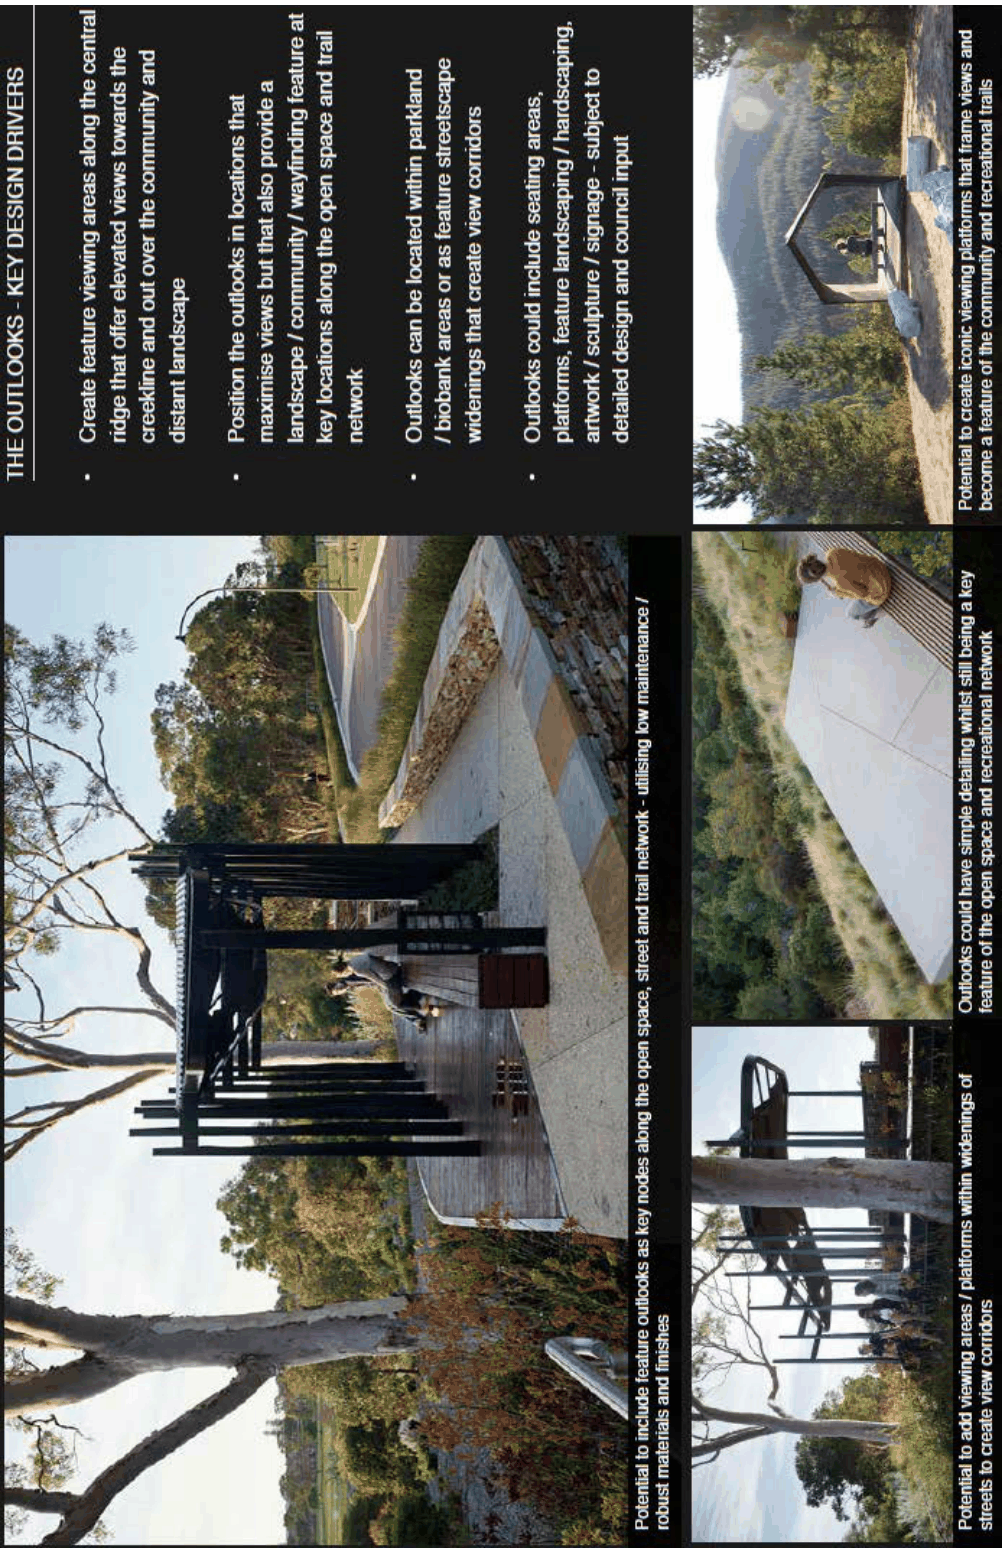 THE OUTLOOKS - KEY DESIGN DRIVERS
• Create feature viewing areas along the central
ridge that offer elevated views towards the
creekline and out over the community and
distant landscape
• Position the outlooks in locations that
maximise views but that also provide a
landscape / community / wayfinding feature at
key locations along the open space and trail
network
• Outlooks can be located within parkland
/ biobank areas or as feature streetscape
widenings that create view corridors
• Outlooks could include seating areas,
platforms, feature landscaping / hardscaping,
artwork / sculpture / signage - subject to
detailed design and council input
Potential to include feature outlooks as key nodes along the open space, street and trail network - utilising low maintenance /
robust materials and finishes
Potential to add viewing areas / platforms within widenings of
streets to create view corridors
Outlooks could have simple detailing whilst still being a key
feature of the open space and recreational network
Potential to create iconic viewing platforms that frame views and
become a feature of the community and recreational trails